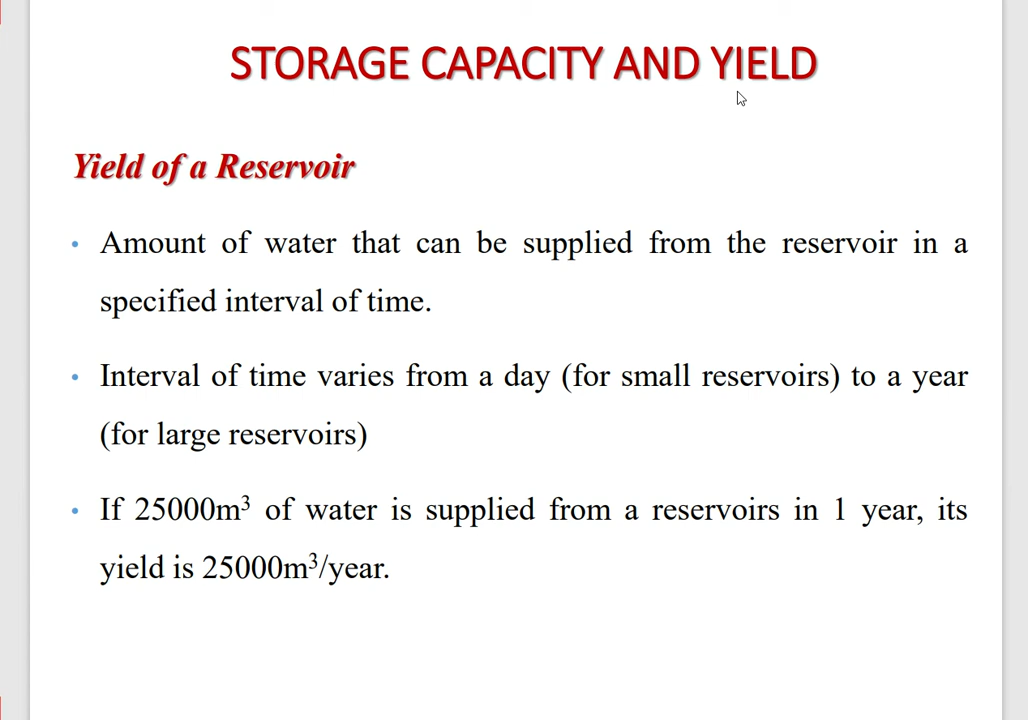 STORAGE CAPACITY AND YIELD
Yield of a Reservoir
• Amount of water that can be supplied from the reservoir in a
specified interval of time.
• Interval of time varies from a day (for small reservoirs) to a year
(for large reservoirs)
• If 25000m³ of water is supplied from a reservoirs in 1 year, its
yield is 25000m³/year.